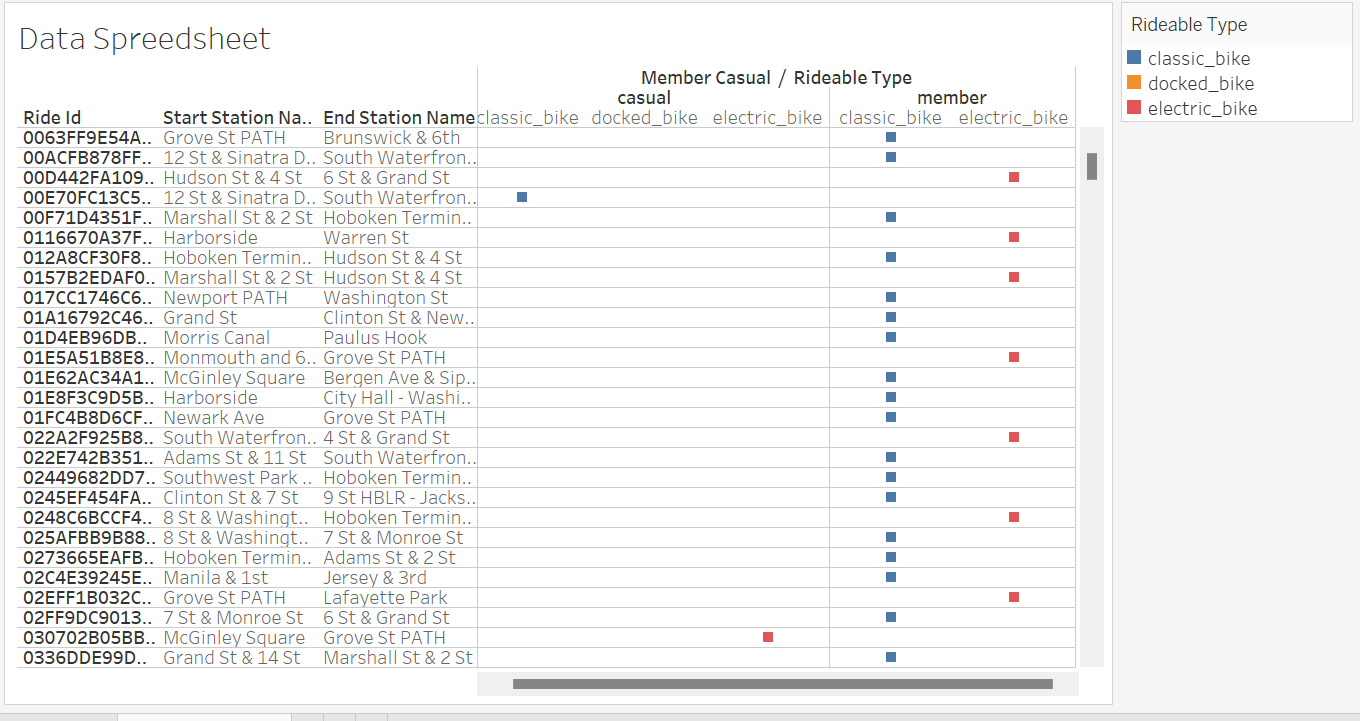 Data Spreedsheet
Member Casual / Rideable Type
casual member
Ride Id Start Station Na.. End Station Name classic_bike docked_bike electric_bike classic_bike electric_bike
0063FF9E54A.. Grove St PATH Brunswick & 6th
00ACFB878FF.. 12 St & Sinatra D.. South Waterfron..
00D442FA109.. Hudson St & 4 St 6 St & Grand St
00E70FC13C5.. 12 St & Sinatra D.. South Waterfron..
00F71D4351F.. Marshall St & 2 St Hoboken Termin..
0116670A37F.. Harborside Warren St
012A8CF30F8.. Hoboken Termin.. Hudson St & 4 St
0157B2EDAF0.. Marshall St & 2 St Hudson St & 4 St
017CC1746C6.. Newport PATH Washington St
01A16792C46.. Grand St Clinton St & New..
01D4EB96DB.. Morris Canal Paulus Hook
01E5A51B8E8.. Monmouth and 6.. Grove St PATH
01E62AC34A1.. McGinley Square Bergen Ave & Sip..
01E8F3C9D5B.. Harborside City Hall - Washi..
01FC4B8D6CF.. Newark Ave Grove St PATH
022A2F925B8.. South Waterfron.. 4 St & Grand St
022E742B351.. Adams St & 11 St South Waterfron..
02449682DD7.. Southwest Park .. Hoboken Termin..
0245EF454FA.. Clinton St & 7 St 9 St HBLR - Jacks..
0248C6BCCF4.. 8 St & Washingt.. Hoboken Termin..
025AFBB9B88.. 8 St & Washingt.. 7 St & Monroe St
0273665EAFB.. Hoboken Termin.. Adams St & 2 St
02C4E39245E.. Manila & 1st Jersey & 3rd
02EFF1B032C.. Grove St PATH Lafayette Park
02FF9DC9013.. 7 St & Monroe St 6 St & Grand St
030702B05BB.. McGinley Square Grove St PATH
0336DDE99D.. Grand St & 14 St Marshall St & 2 St
Rideable Type
classic_bike
docked_bike
electric_bike